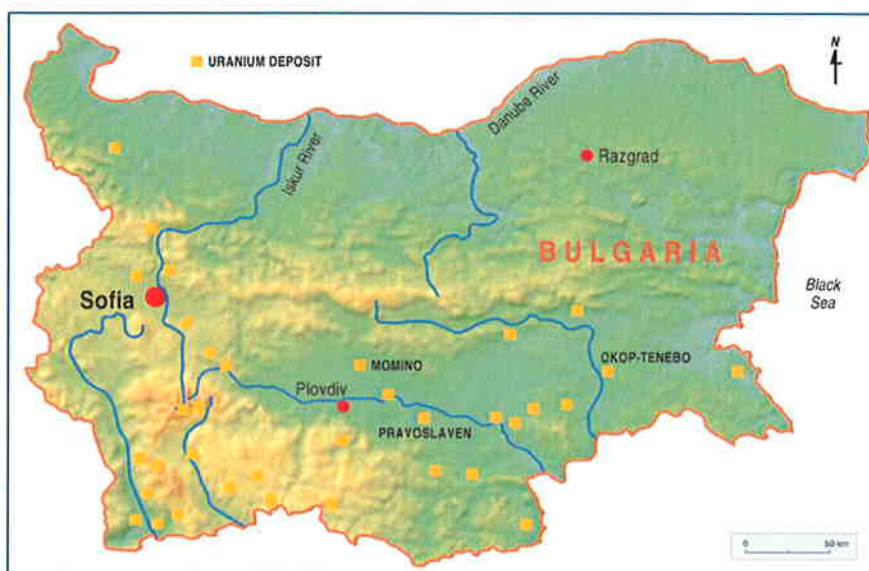 URANIUM DEPOSIT
N
Danube River
Iskur River
Razgrad
BULGARIA
Sofia
Black
Sea
MOMINO
OKOP-TENEBO
Plovdiv
PRAVOSLAVEN
0 50 km